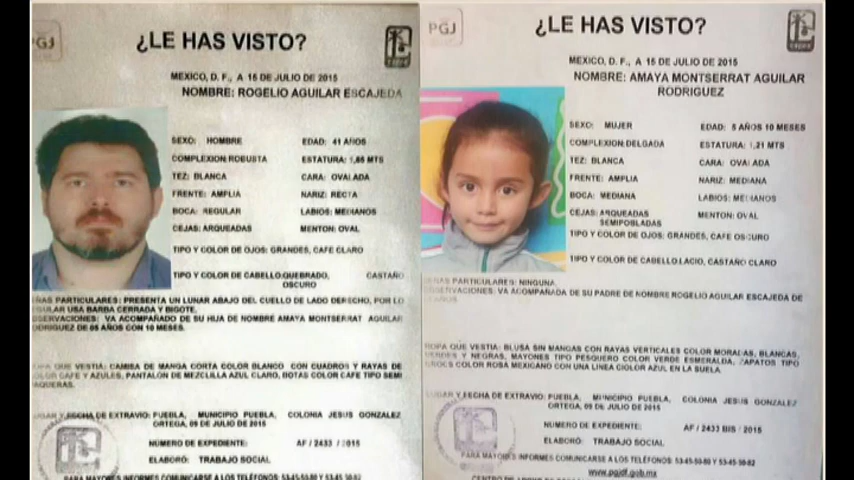 PGJ
¿LE HAS VISTO?
MEXICO, D. F., A 15 DE JULIO DE 2015
NOMBRE: ROGELIO AGUILAR ESCAJEDA
SEXO: HOMBRE EDAD: 41 AÑOS
COMPLEXION: ROBUSTA ESTATURA: 1,85 MTS
TEZ: BLANCA CARA: OVALADA
FRENTE: AMPLIA NARIZ: RECTA
BOCA: REGULAR LABIOS: MEDIANOS
CEJAS: ARQUEADAS MENTON: OVAL
TIPO Y COLOR DE OJOS: GRANDES, CAFE CLARO
TIPO Y COLOR DE CABELLO: QUEBRADO, CASTAÑO
OSCURO
PARTICULARES: PRESENTA UN LUNAR ABAJO DEL CUELLO DE LADO DERECHO, POR LO
USA BARBA CERRADA Y BIGOTE.
VA ACOMPAÑADO DE SU HIJA DE NOMBRE AMAYA MONTSERRAT AGUILAR
DE 05 AÑOS CON 10 MESES.
QUE VESTIA: CAMISA DE MANGA CORTA COLOR BLANCO CON CUADROS Y RAYAS DE
COLOR CAFE Y AZULES, PANTALON DE MEZCLILLA AZUL CLARO, BOTAS COLOR CAFE TIPO SEMI
Y FECHA DE EXTRAVIO: PUEBLA, MUNICIPIO PUEBLA, COLONIA JESUS GONZALEZ
ORTEGA, 09 DE JULIO DE 2015
NUMERO DE EXPEDIENTE: AF / 2433 / 2015
ELABORÓ: TRABAJO SOCIAL
PARA MAYORES INFORMES COMUNICARSE A LOS TELÉFONOS: 53-45-50-80 Y 53-45-50-82
PGJ
¿LE HAS VISTO?
MEXICO, D. F., A 15 DE JULIO DE 2015
NOMBRE: AMAYA MONTSERRAT AGUILAR
RODRIGUEZ
SEXO: MUJER EDAD: 5 AÑOS 10 MESES
COMPLEXION: DELGADA ESTATURA: 1,21 MTS
TEZ: BLANCA CARA: OVALADA
FRENTE: AMPLIA NARIZ: MEDIANA
BOCA: MEDIANA LABIOS: MEDIANOS
CEJAS: ARQUEADAS MENTON: OVAL
SEMIPOBLADAS
TIPO Y COLOR DE OJOS: GRANDES, CAFE OSCURO
TIPO Y COLOR DE CABELLO: LACIO, CASTAÑO CLARO
PARTICULARES: NINGUNA.
VA ACOMPAÑADA DE SU PADRE DE NOMBRE ROGELIO AGUILAR ESCAJEDA DE
QUE VESTIA: BLUSA SIN MANGAS CON RAYAS VERTICALES COLOR MORADAS, BLANCAS,
VERDES Y NEGRAS, MAYONES TIPO PESQUERO COLOR VERDE ESMERALDA, ZAPATOS TIPO
CROCS COLOR ROSA MEXICANO CON UNA LINEA COLOR AZUL EN LA SUELA.
Y FECHA DE EXTRAVIO: PUEBLA, MUNICIPIO PUEBLA, COLONIA JESUS GONZALEZ
ORTEGA, 09 DE JULIO DE 2015
NUMERO DE EXPEDIENTE: AF / 2433 BIS / 2015
ELABORÓ: TRABAJO SOCIAL
PARA MAYORES INFORMES COMUNICARSE A LOS TELÉFONOS: 53-45-50-80 Y 53-45-50-82
www.pgjdf.gob.mx